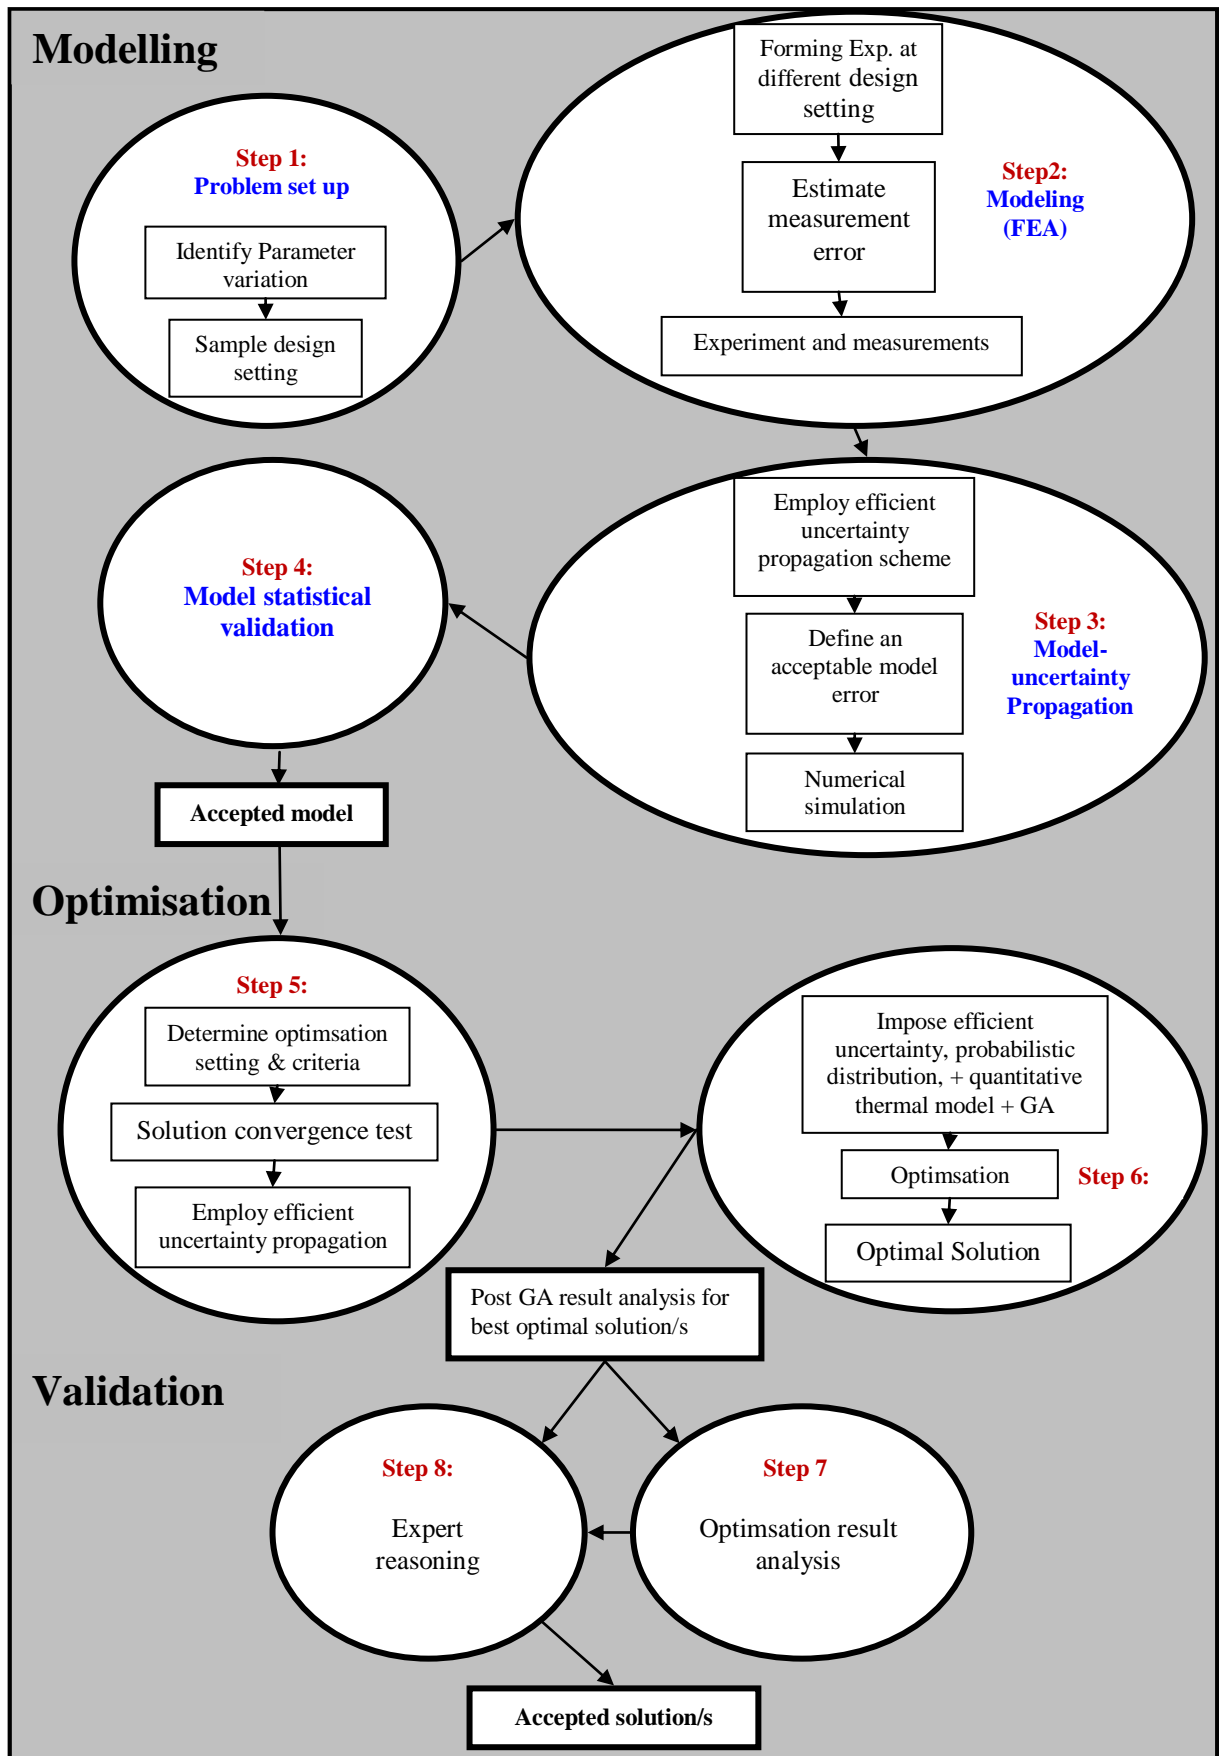 Modelling
Step 1:
Problem set up
Identify Parameter
variation
Sample design
setting
Forming Exp. at
different design
setting
Estimate
measurement
error
Experiment and measurements
Step2:
Modeling
(FEA)
Employ efficient
uncertainty
propagation scheme
Define an
acceptable model
error
Numerical
simulation
Step 3:
Model-
uncertainty
Propagation
Step 4:
Model statistical
validation
Accepted model
Optimisation
Step 5:
Determine optimsation
setting & criteria
Solution convergence test
Employ efficient
uncertainty propagation
Impose efficient
uncertainty, probabilistic
distribution, + quantitative
thermal model + GA
Optimsation
Step 6:
Optimal Solution
Post GA result analysis for
best optimal solution/s
Validation
Step 8:
Expert
reasoning
Step 7
Optimsation result
analysis
Accepted solution/s